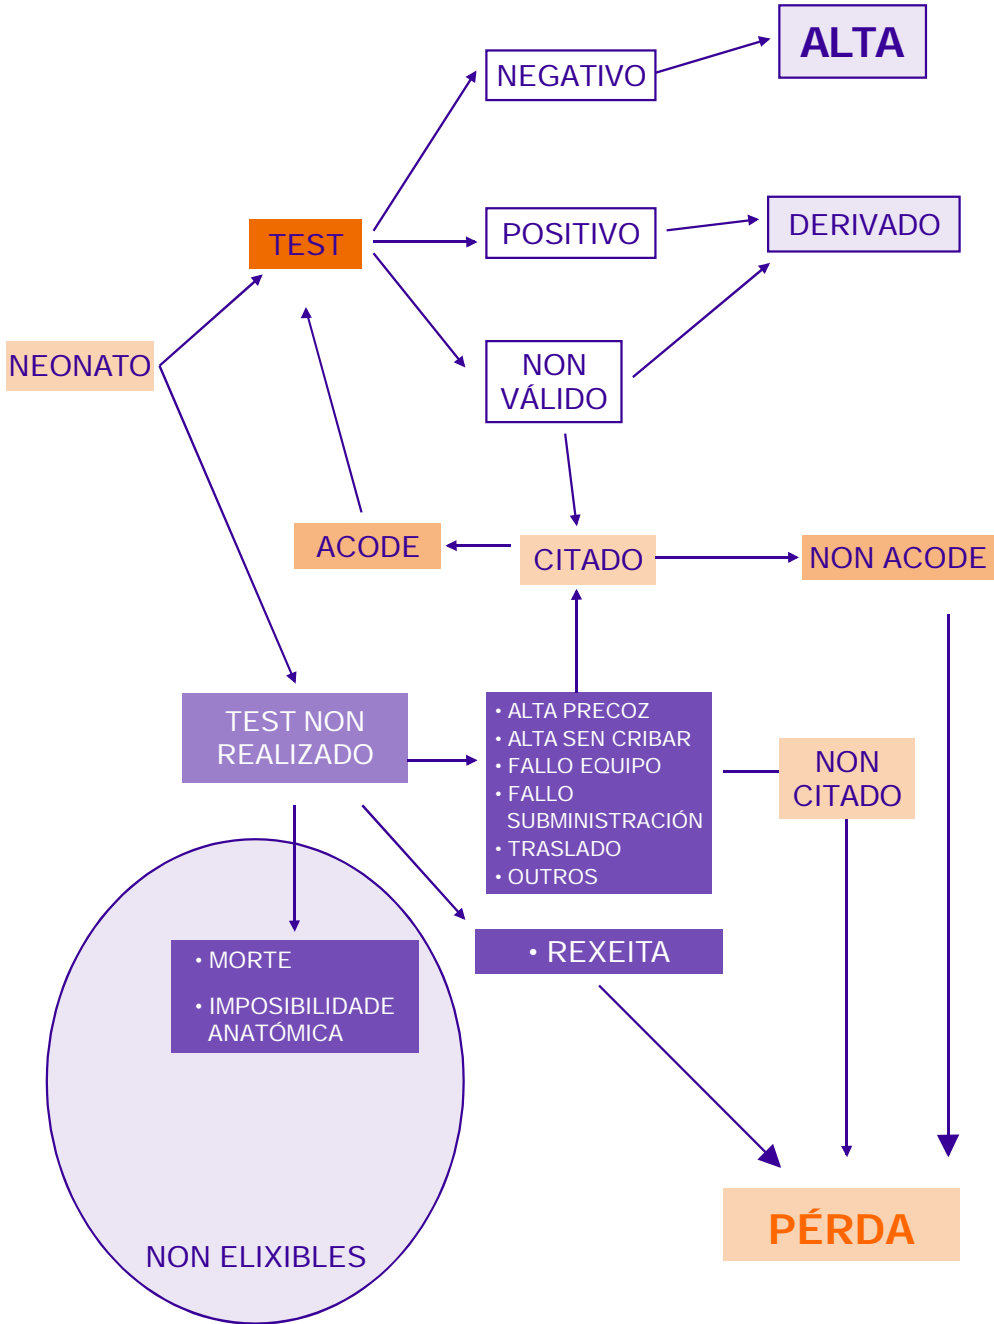 ALTA
NEGATIVO
POSITIVO
DERIVADO
TEST
NEONATO
NON
VÁLIDO
ACODE
CITADO
NON ACODE
TEST NON
REALIZADO
• ALTA PRECOZ
• ALTA SEN CRIBAR
• FALLO EQUIPO
• FALLO
SUBMINISTRACIÓN
• TRASLADO
• OUTROS
NON
CITADO
• MORTE
• IMPOSIBILIDADE
ANATÓMICA
• REXEITA
PÉRDA
NON ELIXIBLES